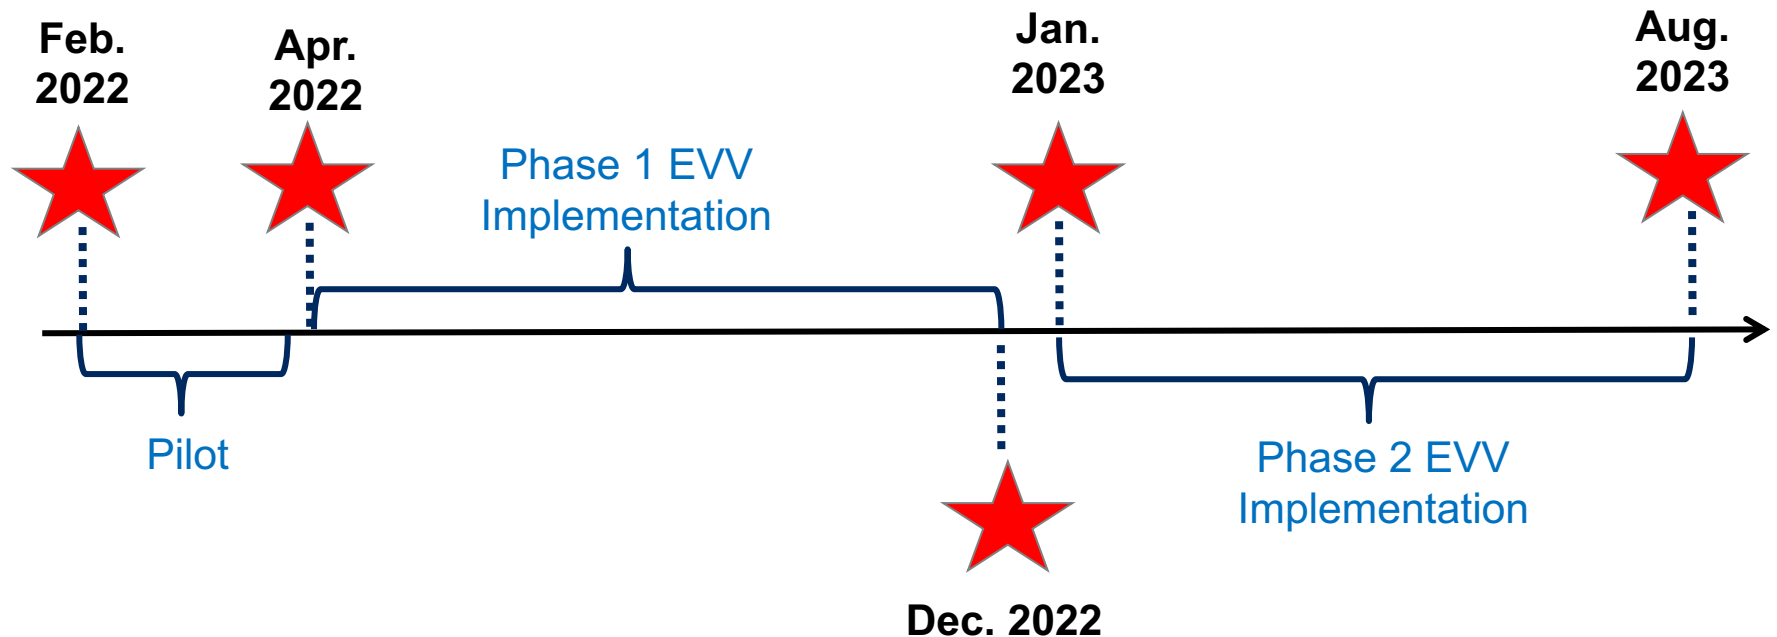 Feb.
2022
Apr.
2022
Jan.
2023
Aug.
2023
Phase 1 EVV
Implementation
Pilot
Phase 2 EVV
Implementation
Dec. 2022